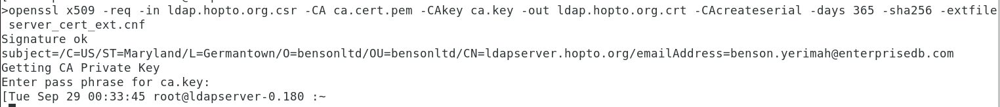 >openssl x509 -req -in ldap.hopto.org.csr -CA ca.cert.pem -CAkey ca.key -out ldap.hopto.org.crt -CAcreateserial -days 365 -sha256 -extfile
server_cert_ext.cnf
Signature ok
subject=/C=US/ST=Maryland/L=Germantown/O=bensonltd/OU=bensonltd/CN=ldapserver.hopto.org/emailAddress=benson.yerimah@enterprisedb.com
Getting CA Private Key
Enter pass phrase for ca.key:
[Tue Sep 29 00:33:45 root@ldapserver-0.180 :~